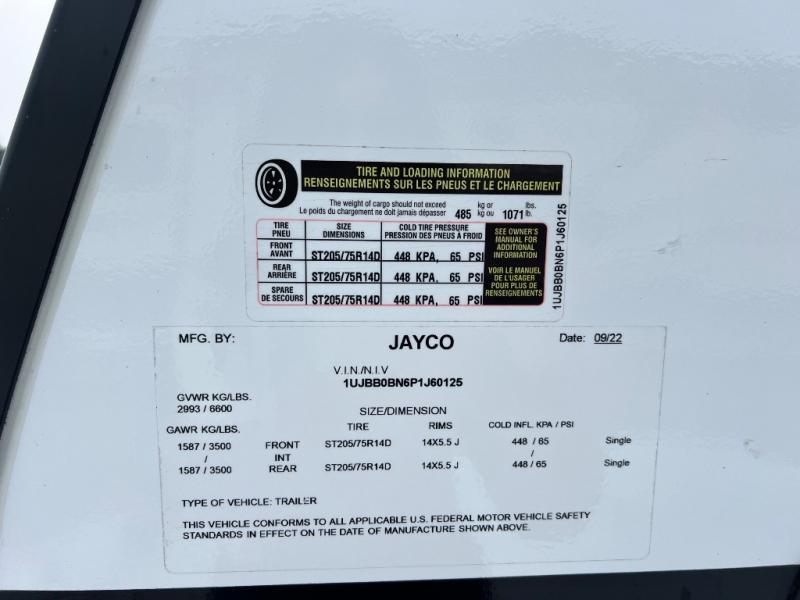 TIRE AND LOADING INFORMATION
RENSEIGNEMENTS SUR LES PNEUS ET LE CHARGEMENT
The weight of cargo should not exceed kg or lbs.
Le poids du chargement ne doit jamais dépasser 485 kg ou 1071 lb.
TIRE PNEU SIZE DIMENSIONS COLD TIRE PRESSURE PRESSION DES PNEUS À FROID
FRONT AVANT ST205/75R14D 448 KPA, 65 PSI
REAR ARRIÈRE ST205/75R14D 448 KPA, 65 PSI
SPARE DE SECOURS ST205/75R14D 448 KPA, 65 PSI
SEE OWNER'S
MANUAL FOR
ADDITIONAL
INFORMATION
VOIR LE MANUEL
DE L'USAGER
POUR PLUS DE
RENSEIGNEMENTS
1UJBB0BN6P1J60125
MFG. BY: JAYCO Date: 09/22
V.I.N./N.I.V
1UJBB0BN6P1J60125
GVWR KG/LBS.
2993 / 6600
SIZE/DIMENSION
GAWR KG/LBS. TIRE RIMS COLD INFL. KPA / PSI
1587 / 3500 FRONT ST205/75R14D 14X5.5 J 448 / 65 Single
/ INT /
1587 / 3500 REAR ST205/75R14D 14X5.5 J 448 / 65 Single
TYPE OF VEHICLE: TRAILER
THIS VEHICLE CONFORMS TO ALL APPLICABLE U.S. FEDERAL MOTOR VEHICLE SAFETY
STANDARDS IN EFFECT ON THE DATE OF MANUFACTURE SHOWN ABOVE.